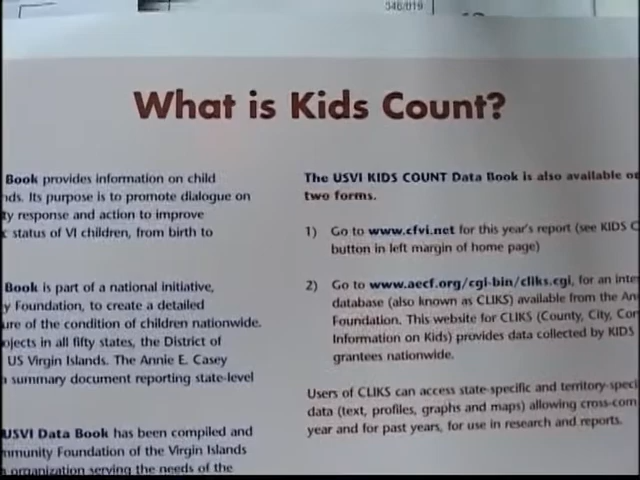 346/019
What is Kids Count?
Book provides information on child
nds. Its purpose is to promote dialogue on
ty response and action to improve
c status of VI children, from birth to
Book is part of a national initiative,
y Foundation, to create a detailed
ure of the condition of children nationwide.
ojects in all fifty states, the District of
US Virgin Islands. The Annie E. Casey
a summary document reporting state-level
USVI Data Book has been compiled and
mmunity Foundation of the Virgin Islands
a organization serving the needs of the
The USVI KIDS COUNT Data Book is also available o
two forms.
1) Go to www.cfvi.net for this year's report (see KIDS C
button in left margin of home page)
2) Go to www.aecf.org/cgi-bin/cliks.cgi, for an inte
database (also known as CLIKS) available from the An
Foundation. This website for CLIKS (County, City, Com
Information on Kids) provides data collected by KIDS
grantees nationwide.
Users of CLIKS can access state-specific and territory-speci
data (text, profiles, graphs and maps) allowing cross-com
year and for past years, for use in research and reports.